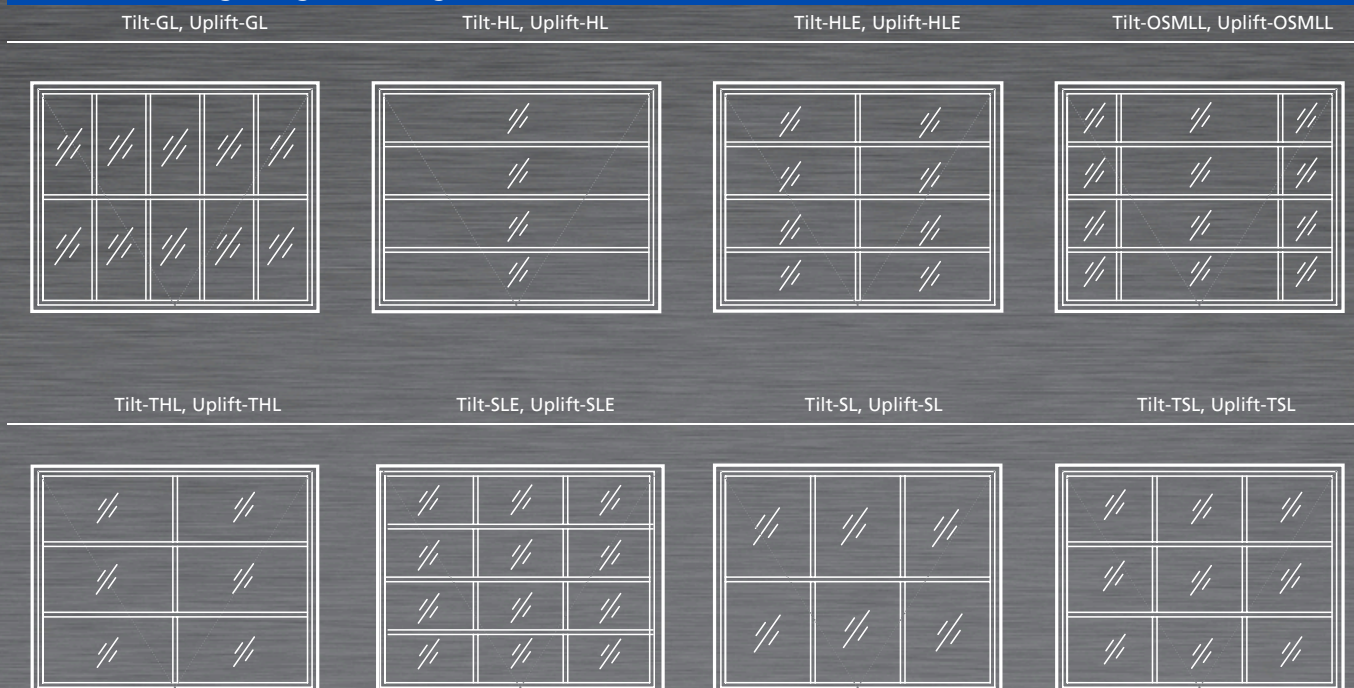 Tilt-GL, Uplift-GL
Tilt-HL, Uplift-HL
Tilt-HLE, Uplift-HLE
Tilt-OSMLL, Uplift-OSMLL
Tilt-THL, Uplift-THL
Tilt-SLE, Uplift-SLE
Tilt-SL, Uplift-SL
Tilt-TSL, Uplift-TSL